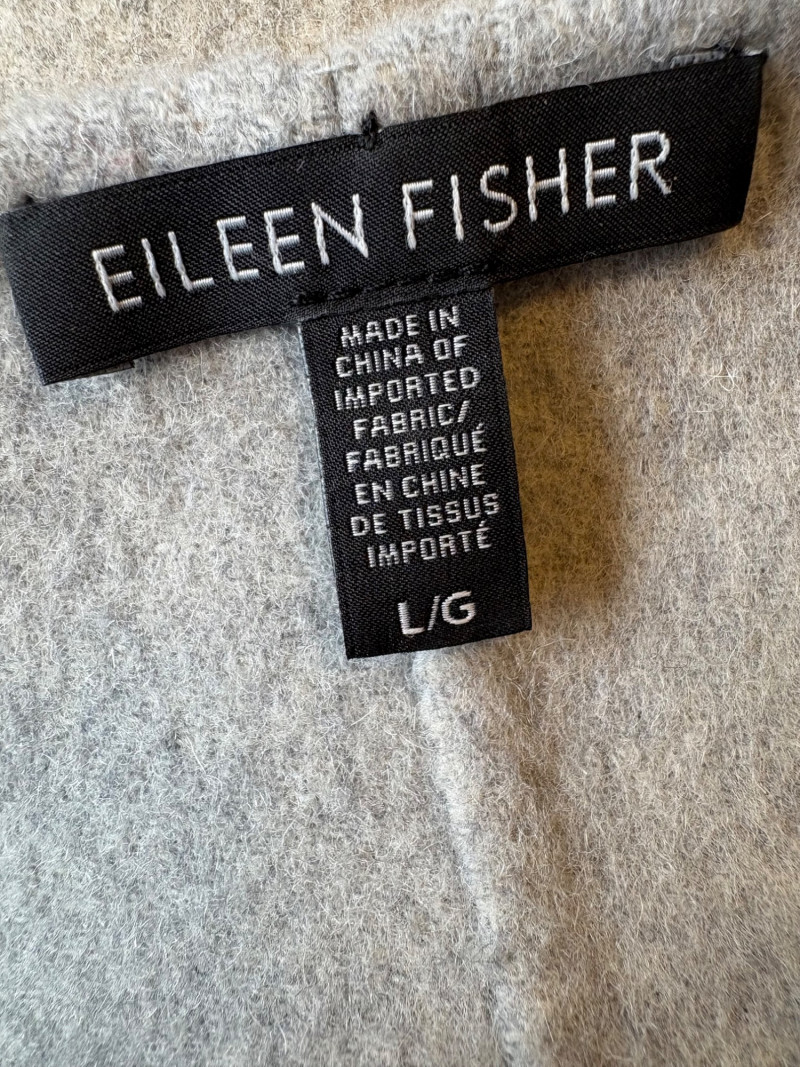 EILEEN FISHER
MADE IN
CHINA OF
IMPORTED
FABRIC/
FABRIQUÉ
EN CHINE
DE TISSUS
IMPORTÉ
L/G